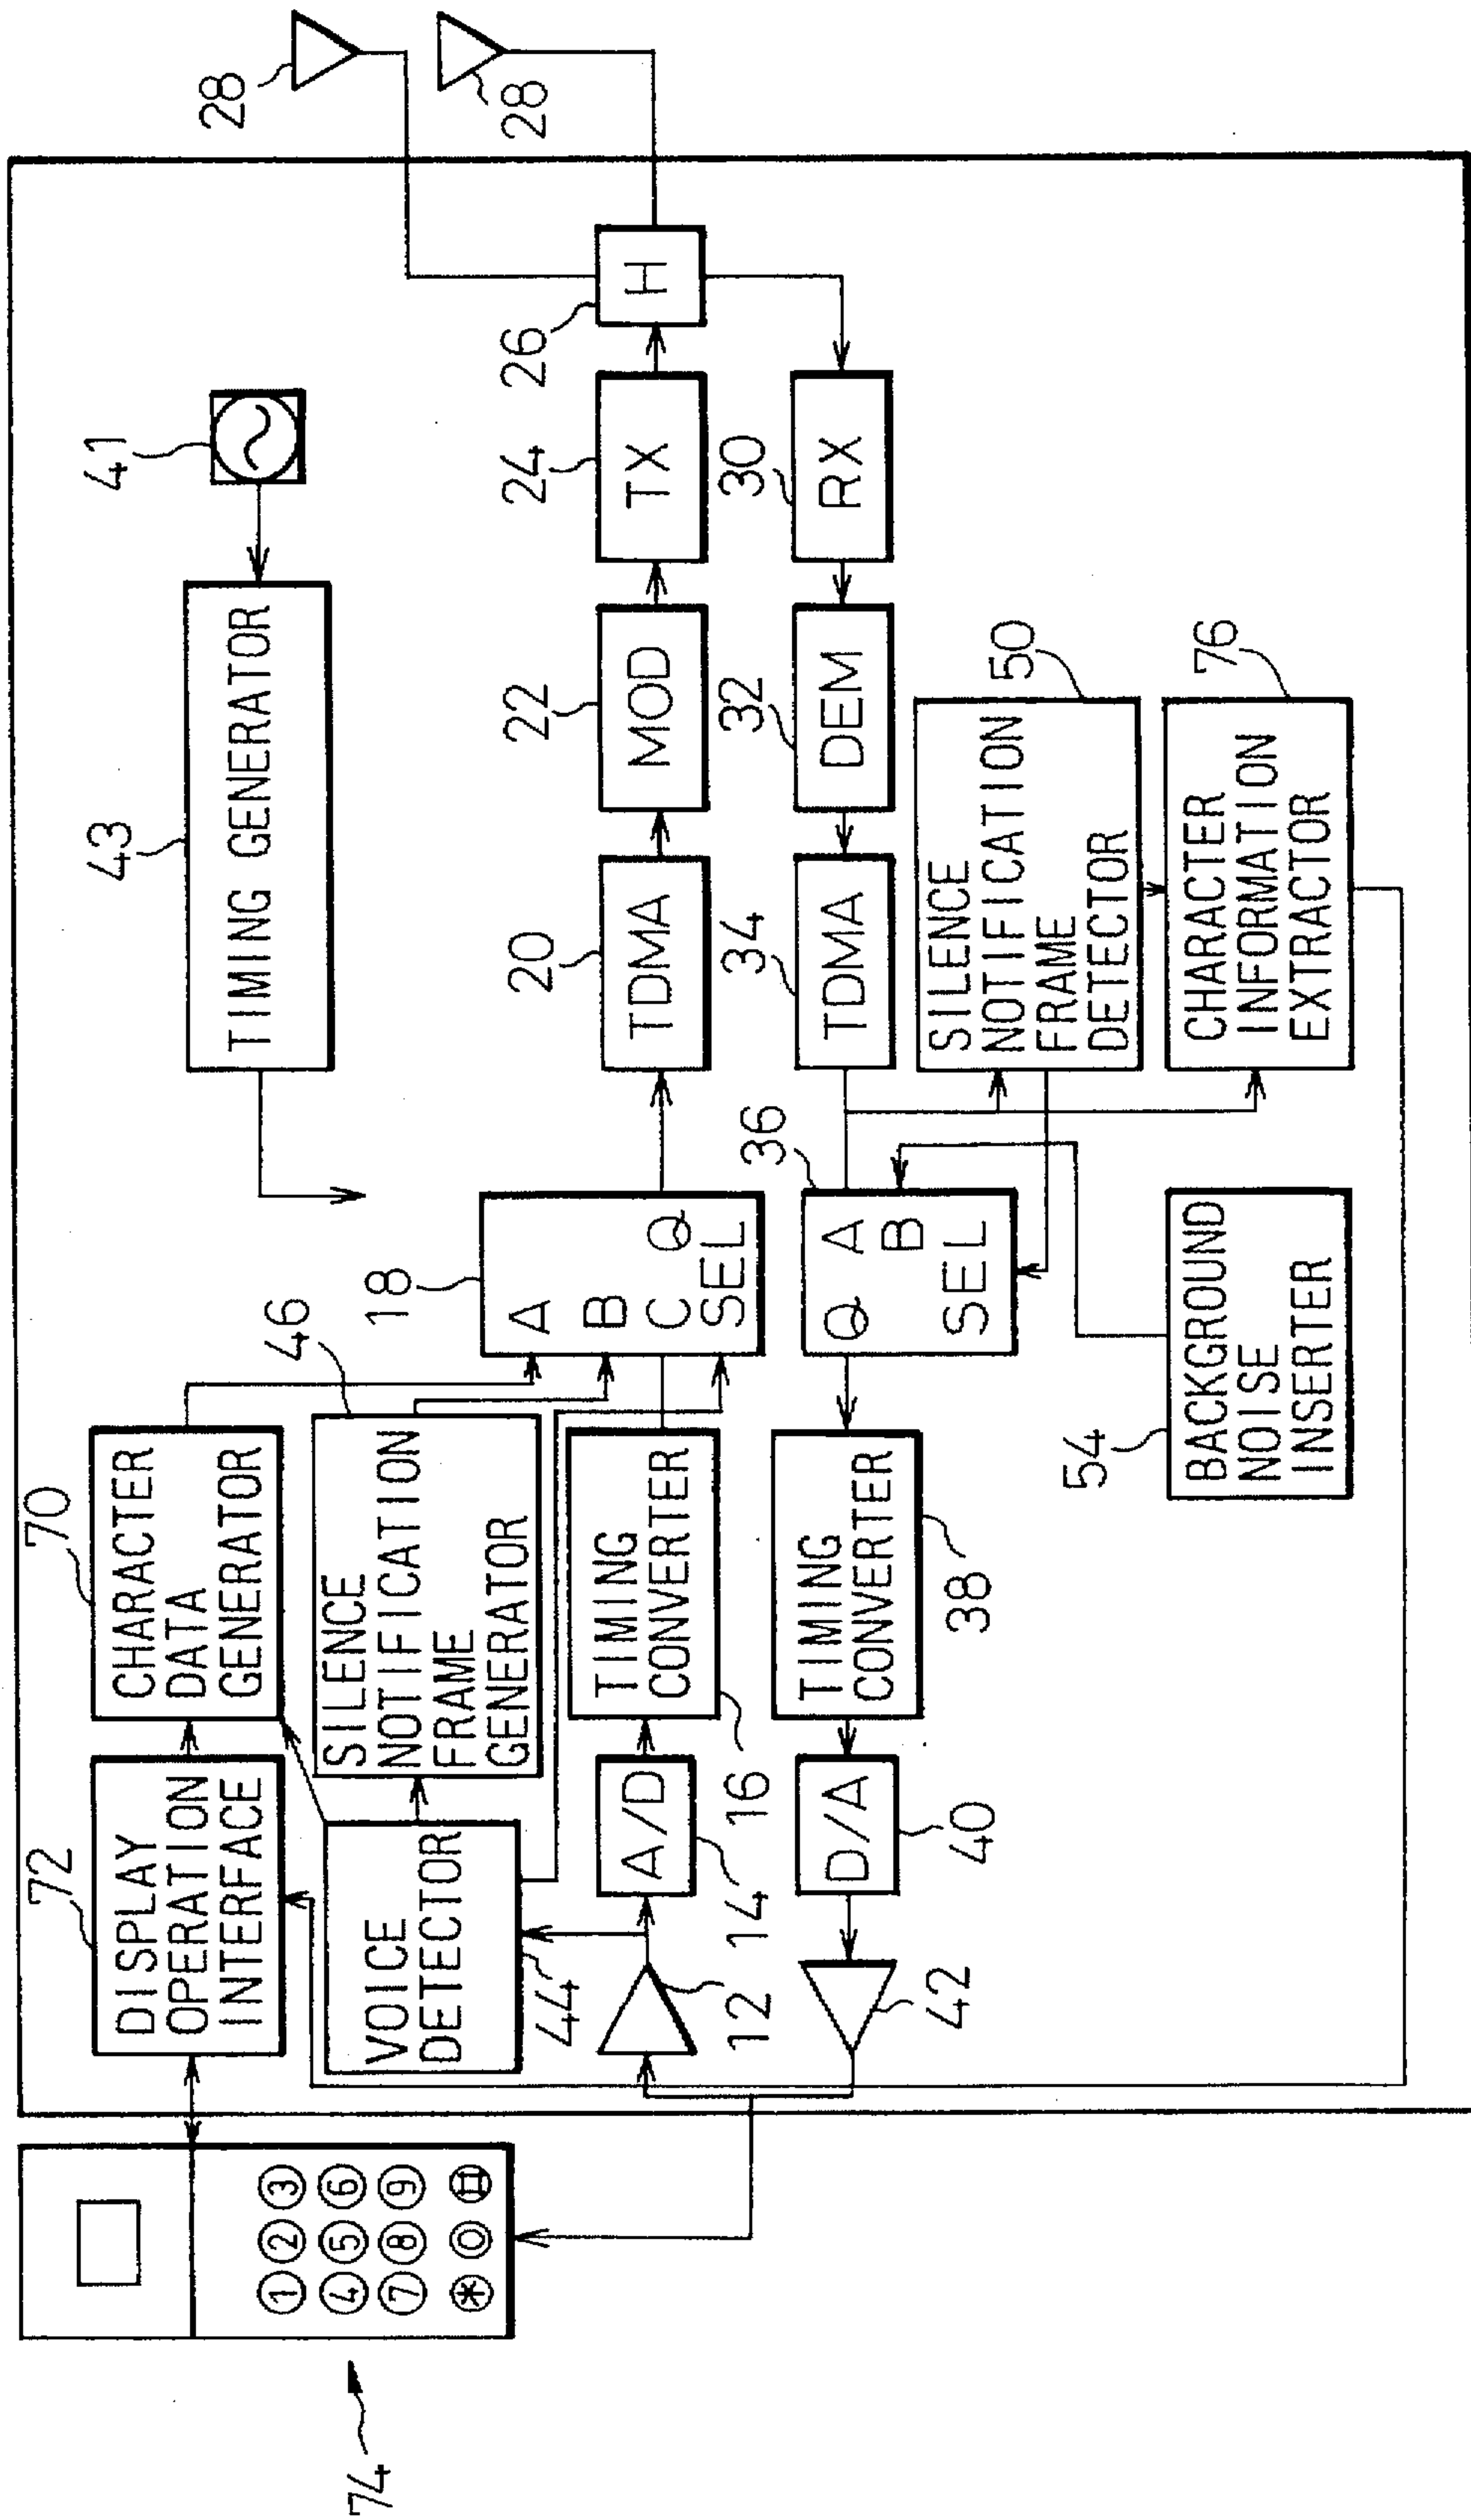 74
1 2 3
4 5 6
7 8 9
* 0 #
72
DISPLAY
OPERATION
INTERFACE
70
CHARACTER
DATA
GENERATOR
43
TIMING GENERATOR
41
28
28
VOICE
DETECTOR
44
46
SILENCE
NOTIFICATION
FRAME
GENERATOR
12
14
A/D
16
TIMING
CONVERTER
18
A
B
C Q
SEL
20
TDMA
22
MOD
24
TX
26
H
42
40
D/A
38
TIMING
CONVERTER
36
Q A
B
SEL
34
TDMA
32
DEM
30
RX
50
SILENCE
NOTIFICATION
FRAME
DETECTOR
54
BACKGROUND
NOISE
INSERTER
76
CHARACTER
INFORMATION
EXTRACTOR